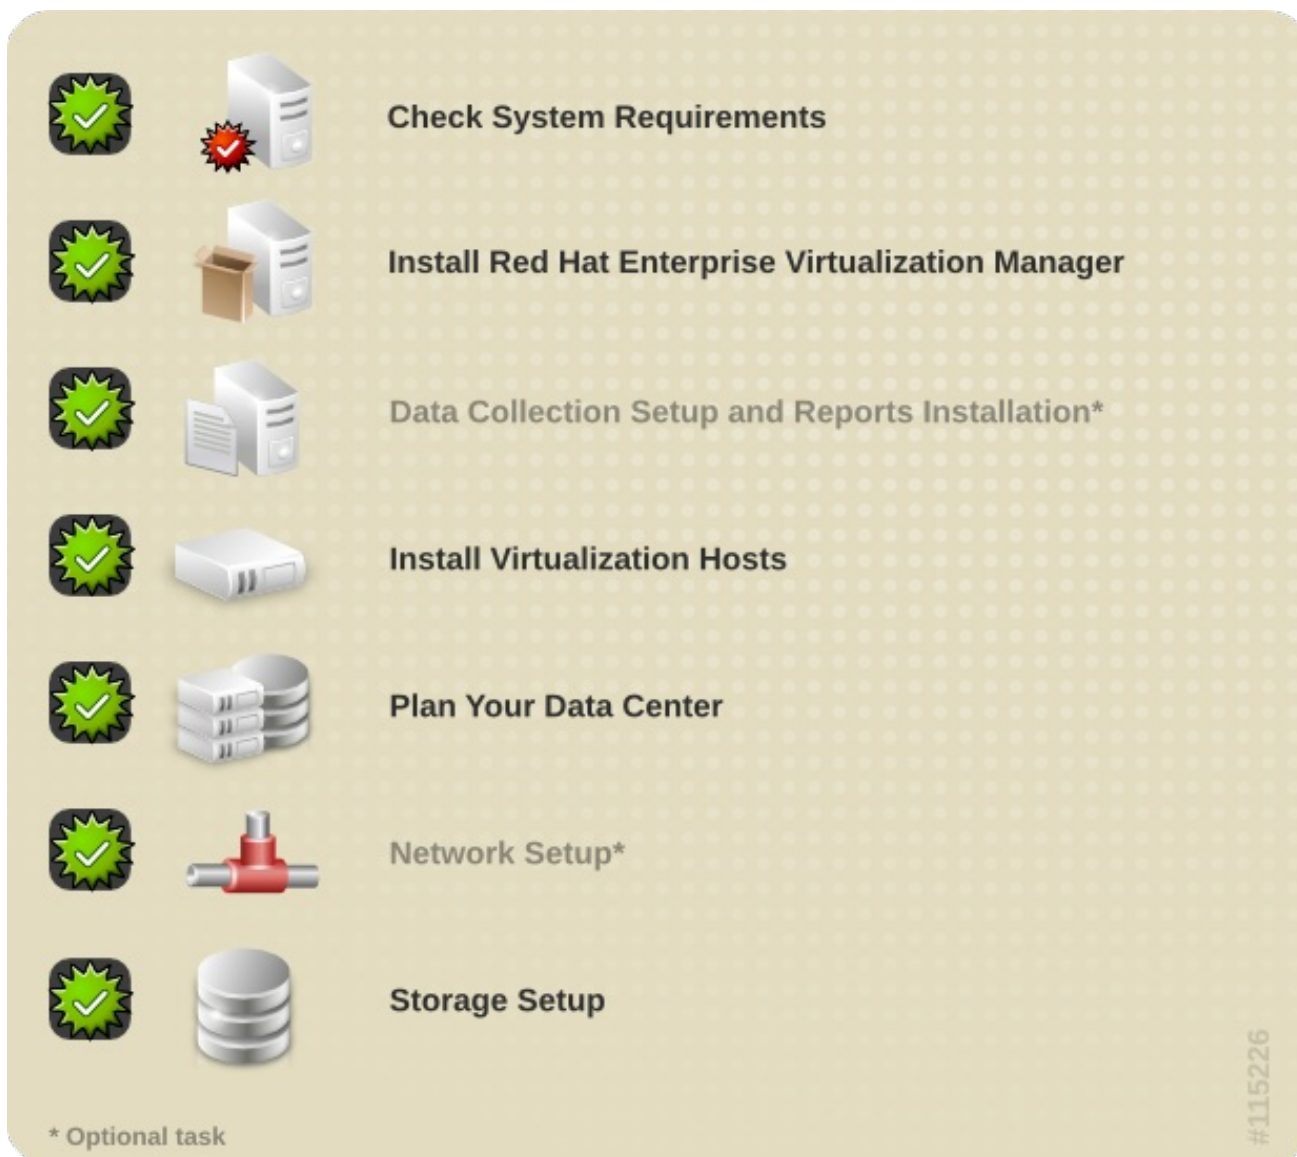 Check System Requirements
Install Red Hat Enterprise Virtualization Manager
Data Collection Setup and Reports Installation*
Install Virtualization Hosts
Plan Your Data Center
Network Setup*
Storage Setup
* Optional task
#115226